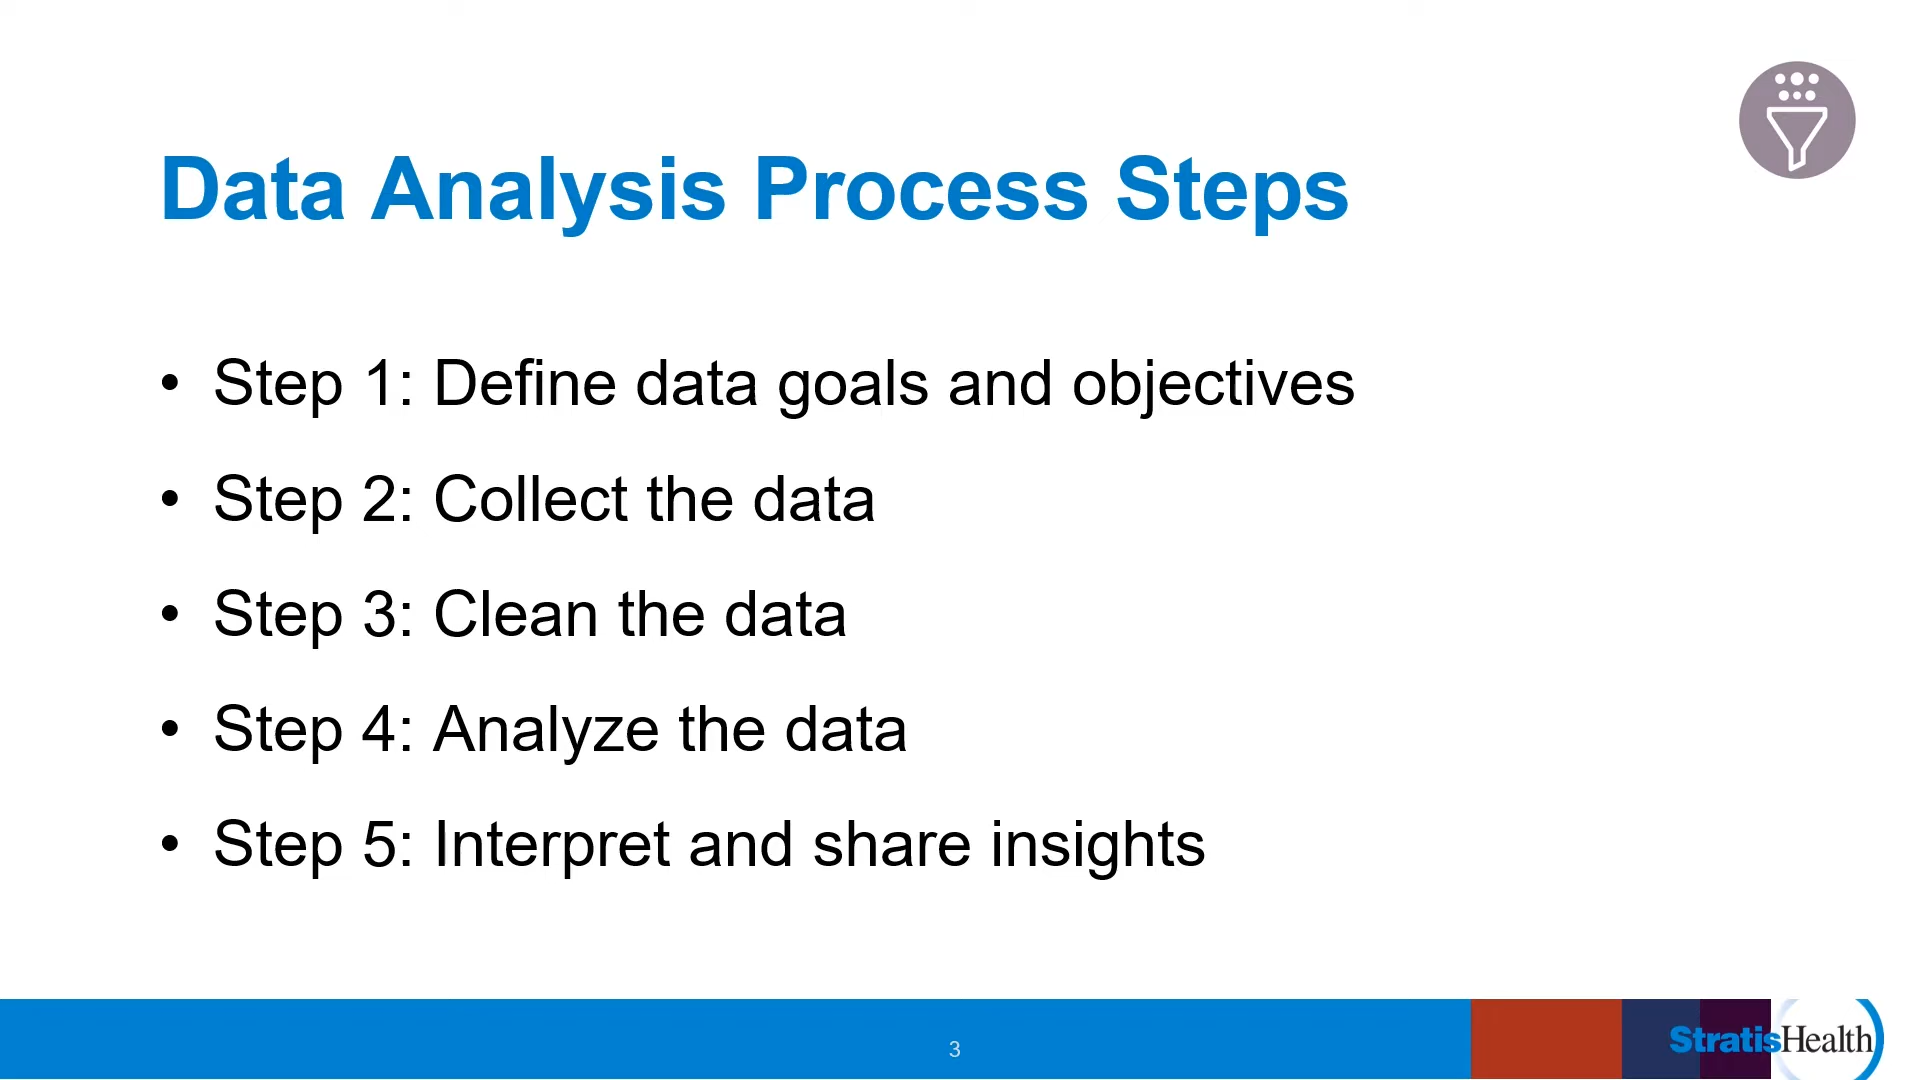 Data Analysis Process Steps
• Step 1: Define data goals and objectives
• Step 2: Collect the data
• Step 3: Clean the data
• Step 4: Analyze the data
• Step 5: Interpret and share insights
3
StratisHealth